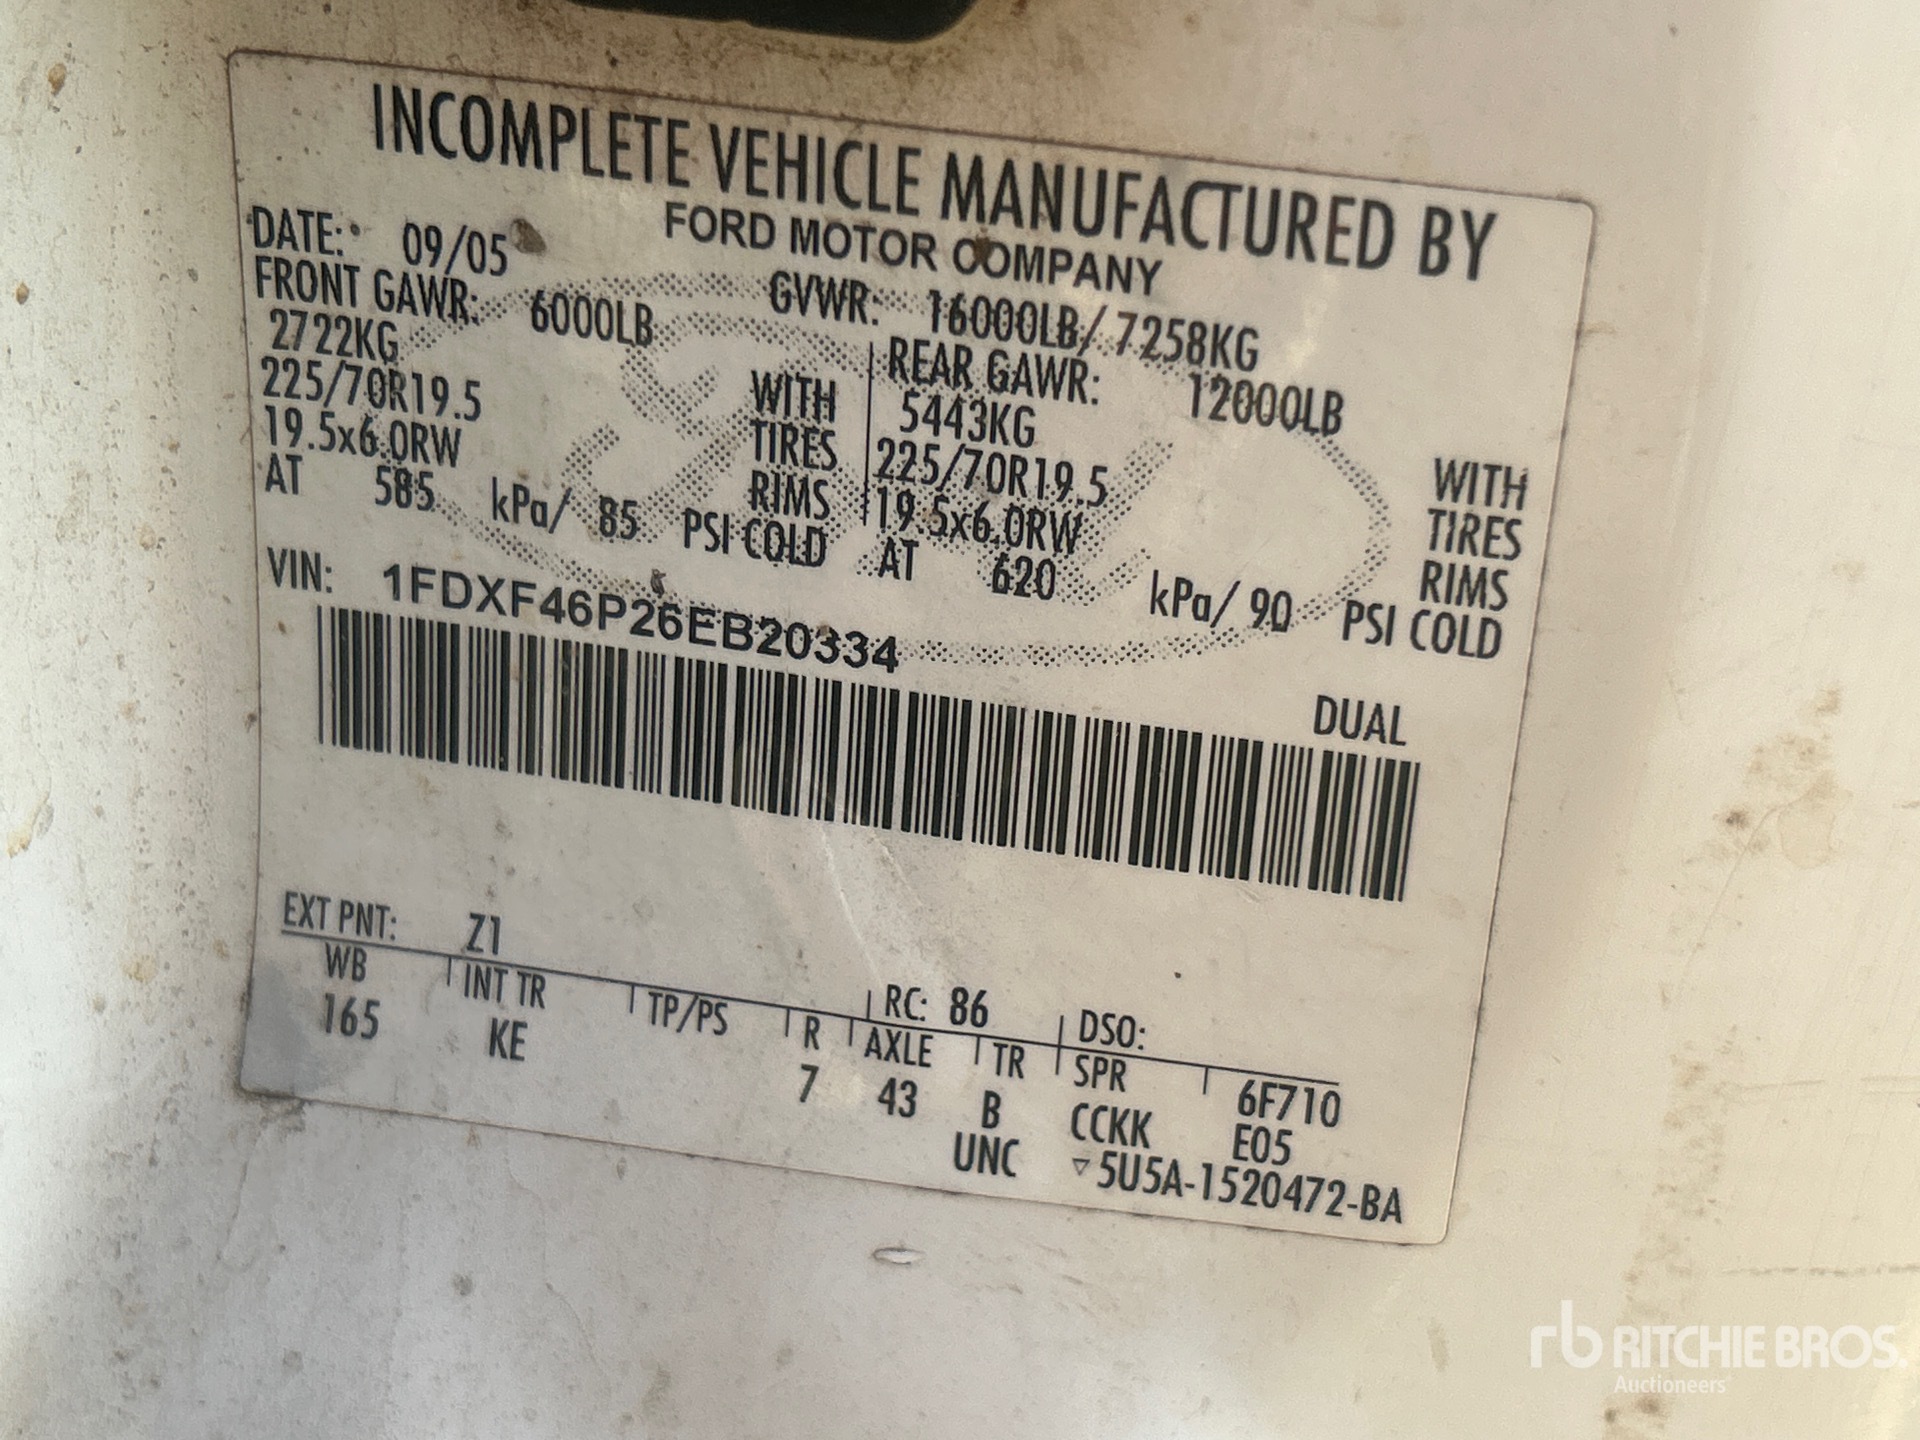 INCOMPLETE VEHICLE MANUFACTURED BY
FORD MOTOR COMPANY
DATE: 09/05
GVWR: 16000LB/ 7258KG
FRONT GAWR: 6000LB
2722KG
225/70R19.5
19.5x6.0RW
AT 585 kPa/ 85 PSI COLD
WITH
TIRES
RIMS
REAR GAWR: 12000LB
5443KG
225/70R19.5
19.5x6.0RW
AT 620 kPa/ 90 PSI COLD
WITH
TIRES
RIMS
VIN: 1FDXF46P26EB20334
DUAL
EXT PNT: Z1 RC: 86 DSO:
WB INT TR TP/PS R AXLE TR SPR 6F710
165 KE 7 43 B CCKK E05
UNC ▿5U5A-1520472-BA
rb RITCHIE BROS.
Auctioneers